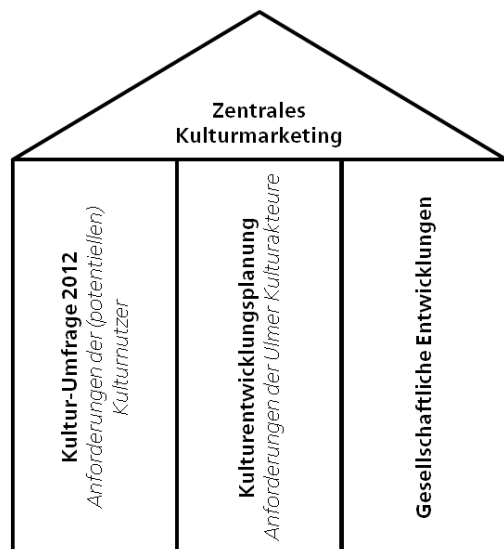 Zentrales
Kulturmarketing
Kultur-Umfrage 2012
Anforderungen der (potentiellen)
Kulturnutzer
Kulturentwicklungsplanung
Anforderungen der Ulmer Kulturakteure
Gesellschaftliche Entwicklungen